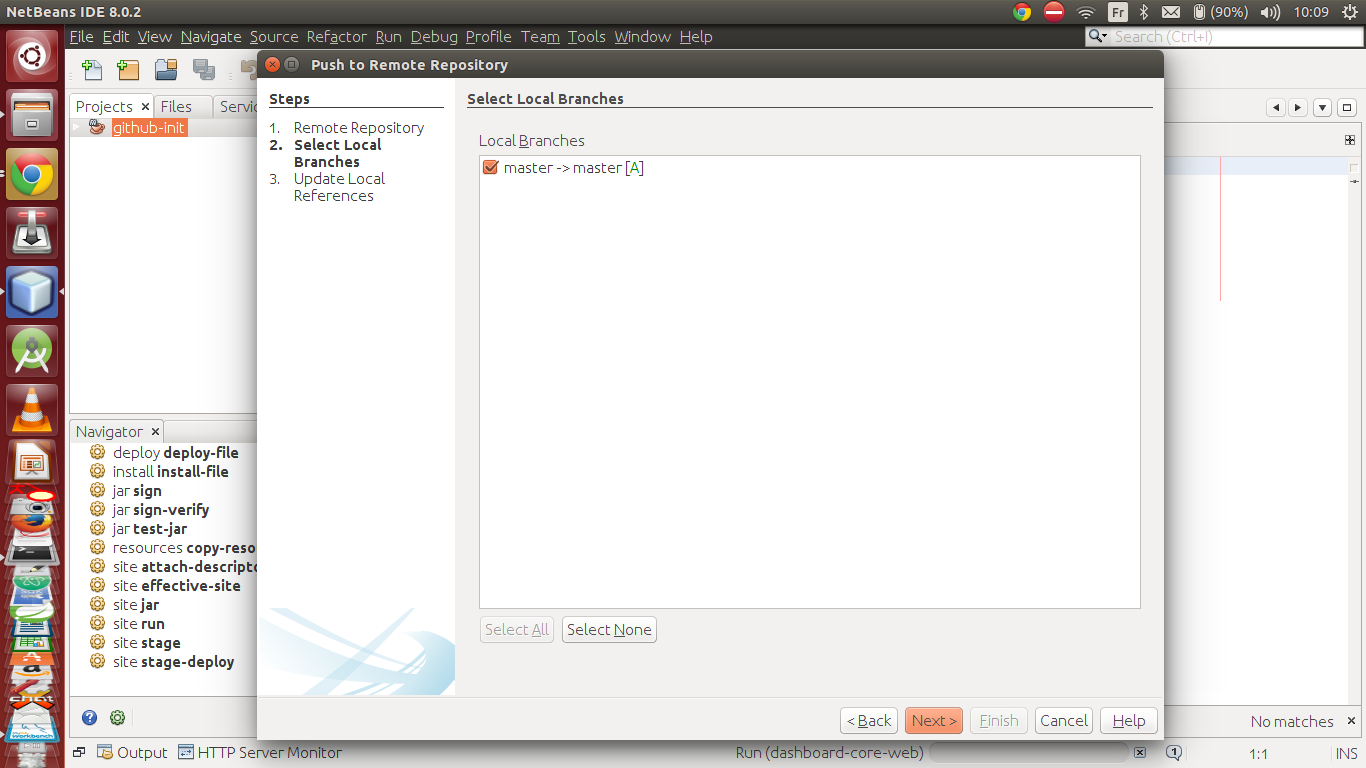 NetBeans IDE 8.0.2
Fr
(90%)
10:09
File Edit View Navigate Source Refactor Run Debug Profile Team Tools Window Help
Search (Ctrl+I)
Push to Remote Repository
Projects
Files
Servic
github-init
Steps
1. Remote Repository
2. Select Local
Branches
3. Update Local
References
Select Local Branches
Local Branches
master -> master [A]
Select All
Select None
Navigator
deploy deploy-file
install install-file
jar sign
jar sign-verify
jar test-jar
resources copy-reso
site attach-descripto
site effective-site
site jar
site run
site stage
site stage-deploy
< Back
Next >
Finish
Cancel
Help
No matches
Output
HTTP Server Monitor
Run (dashboard-core-web)
1
1:1
INS